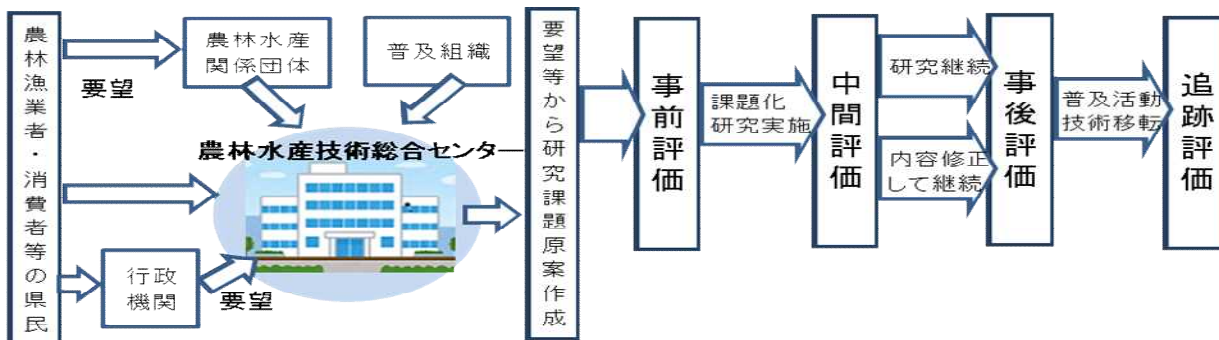 農林漁業者・消費者等の県民
要望
農林水産
関係団体
普及組織
農林水産技術総合センター
行政
機関
要望
要望等から研究課題原案作成
事前評価
課題化
研究実施
中間評価
研究継続
内容修正
して継続
事後評価
普及活動
技術移転
追跡評価